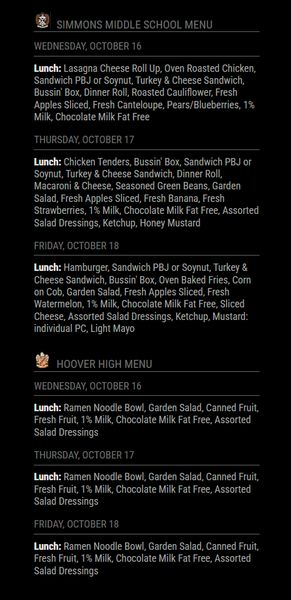 SIMMONS MIDDLE SCHOOL MENU
WEDNESDAY, OCTOBER 16
Lunch: Lasagna Cheese Roll Up, Oven Roasted Chicken,
Sandwich PBJ or Soynut, Turkey & Cheese Sandwich,
Bussin' Box, Dinner Roll, Roasted Cauliflower, Fresh
Apples Sliced, Fresh Canteloupe, Pears/Blueberries, 1%
Milk, Chocolate Milk Fat Free
THURSDAY, OCTOBER 17
Lunch: Chicken Tenders, Bussin' Box, Sandwich PBJ or
Soynut, Turkey & Cheese Sandwich, Dinner Roll,
Macaroni & Cheese, Seasoned Green Beans, Garden
Salad, Fresh Apples Sliced, Fresh Banana, Fresh
Strawberries, 1% Milk, Chocolate Milk Fat Free, Assorted
Salad Dressings, Ketchup, Honey Mustard
FRIDAY, OCTOBER 18
Lunch: Hamburger, Sandwich PBJ or Soynut, Turkey &
Cheese Sandwich, Bussin' Box, Oven Baked Fries, Corn
on Cob, Garden Salad, Fresh Apples Sliced, Fresh
Watermelon, 1% Milk, Chocolate Milk Fat Free, Sliced
Cheese, Assorted Salad Dressings, Ketchup, Mustard:
individual PC, Light Mayo
HOOVER HIGH MENU
WEDNESDAY, OCTOBER 16
Lunch: Ramen Noodle Bowl, Garden Salad, Canned Fruit,
Fresh Fruit, 1% Milk, Chocolate Milk Fat Free, Assorted
Salad Dressings
THURSDAY, OCTOBER 17
Lunch: Ramen Noodle Bowl, Garden Salad, Canned Fruit,
Fresh Fruit, 1% Milk, Chocolate Milk Fat Free, Assorted
Salad Dressings
FRIDAY, OCTOBER 18
Lunch: Ramen Noodle Bowl, Garden Salad, Canned Fruit,
Fresh Fruit, 1% Milk, Chocolate Milk Fat Free, Assorted
Salad Dressings